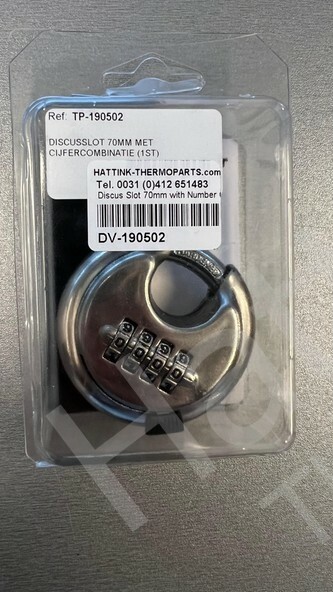 Ref: TP-190502
DISCUSSLOT 70MM MET
CIJFERCOMBINATIE (1ST)
HATTINK-THERMOPARTS.com
Tel. 0031 (0)412 651483
Discus Slot 70mm with Number
DV-190502